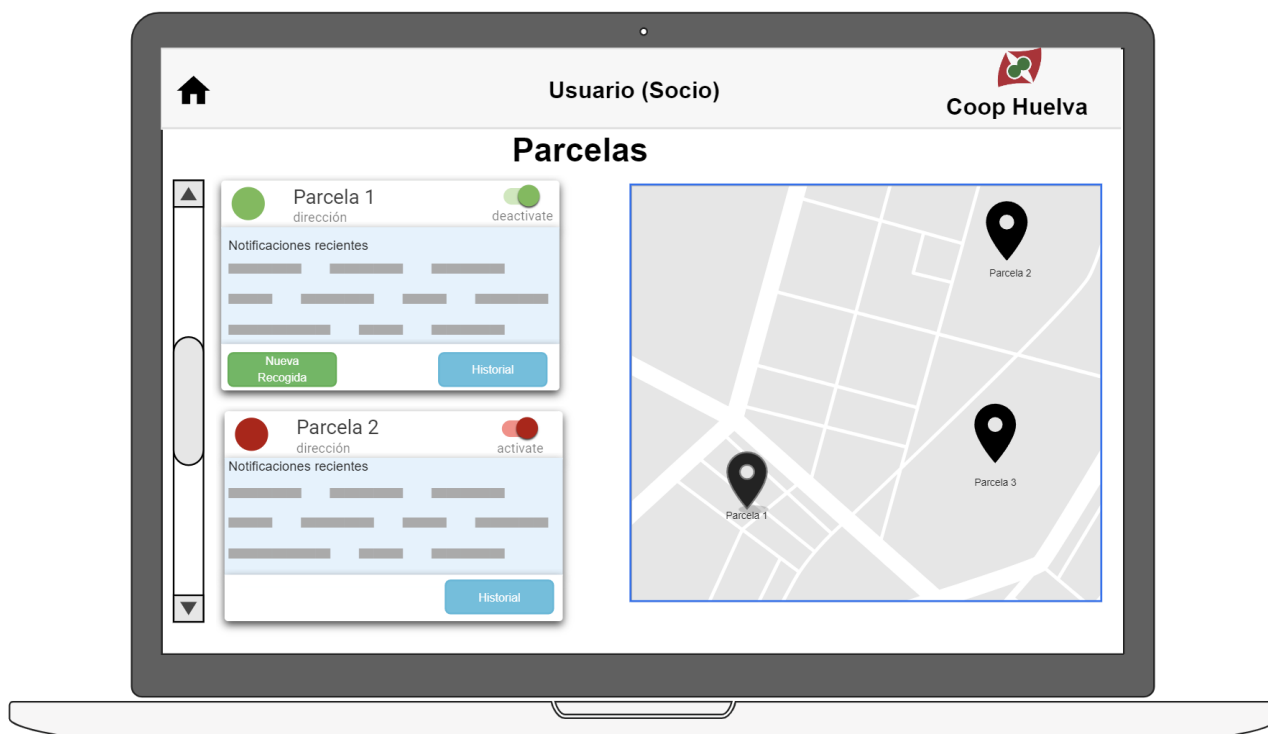 Usuario (Socio)
Coop Huelva
Parcelas
Parcela 1
dirección
deactivate
Notificaciones recientes
Nueva
Recogida
Historial
Parcela 2
dirección
activate
Notificaciones recientes
Historial
Parcela 2
Parcela 3
Parcela 1